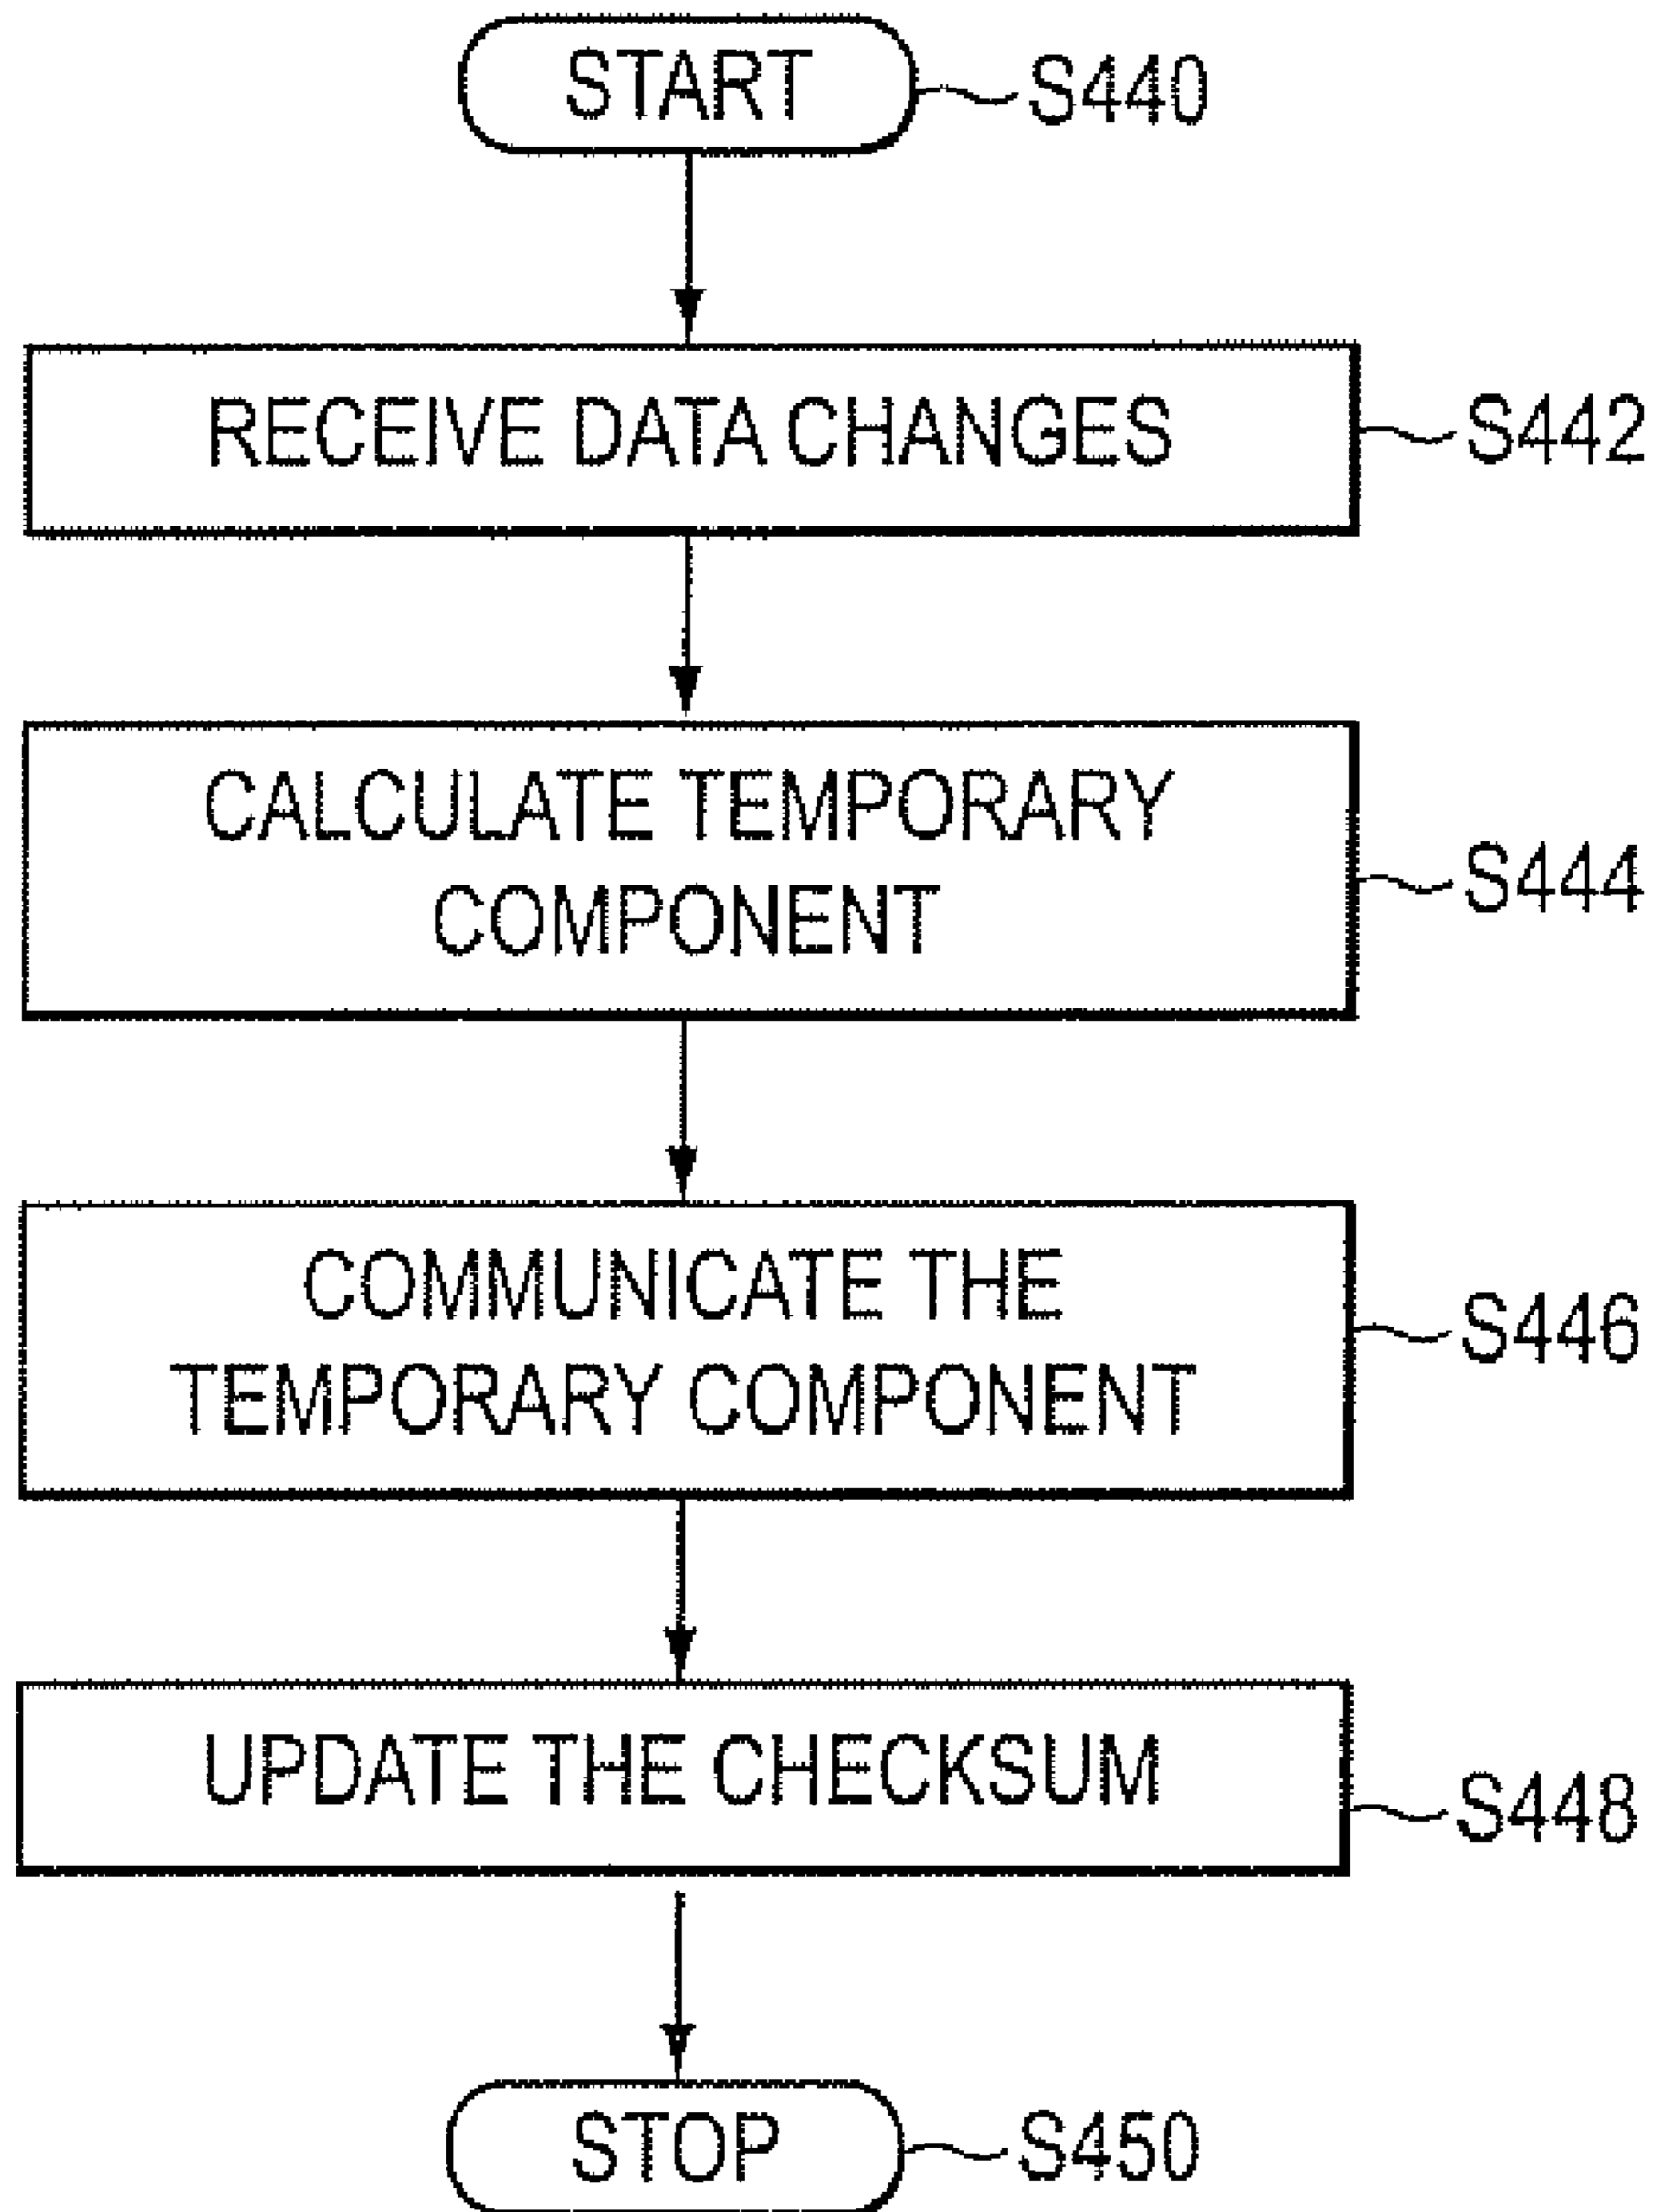 START
S440
RECEIVE DATA CHANGES
S442
CALCULATE TEMPORARY
COMPONENT
S444
COMMUNICATE THE
TEMPORARY COMPONENT
S446
UPDATE THE CHECKSUM
S448
STOP
S450